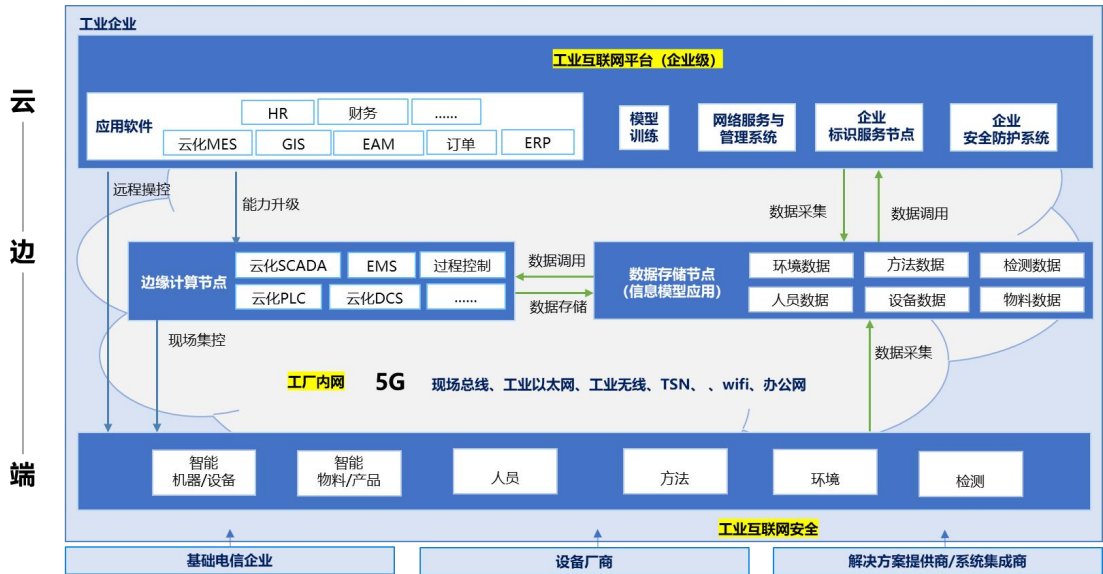 工业企业
工业互联网平台（企业级）
云
应用软件
HR
财务
......
云化MES
GIS
EAM
订单
ERP
模型
训练
网络服务与
管理系统
企业
标识服务节点
企业
安全防护系统
远程操控
能力升级
数据采集
数据调用
边
边缘计算节点
云化SCADA
EMS
过程控制
云化PLC
云化DCS
......
数据调用
数据存储
数据存储节点
（信息模型应用）
环境数据
方法数据
检测数据
人员数据
设备数据
物料数据
现场集控
数据采集
工厂内网
5G
现场总线、工业以太网、工业无线、TSN、 、wifi、办公网
端
智能
机器/设备
智能
物料/产品
人员
方法
环境
检测
工业互联网安全
基础电信企业
设备厂商
解决方案提供商/系统集成商